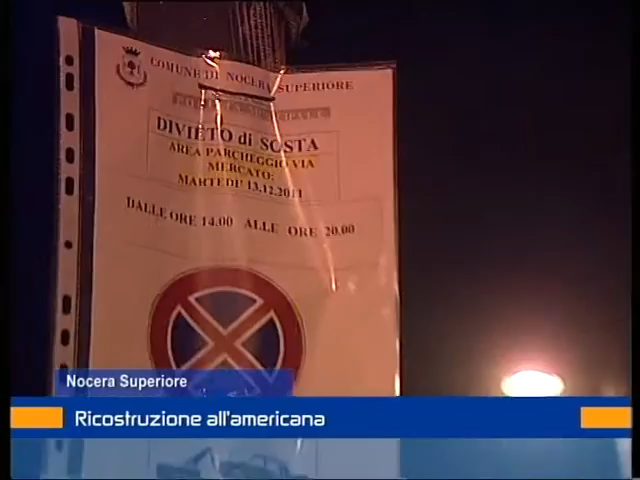 COMUNE DI NOCERA SUPERIORE
DIVIETO di SOSTA
AREA PARCHEGGIO VIA
MERCATO:
MARTEDI' 13.12.2011
DALLE ORE 14.00 ALLE ORE 20.00
Nocera Superiore
Ricostruzione all'americana